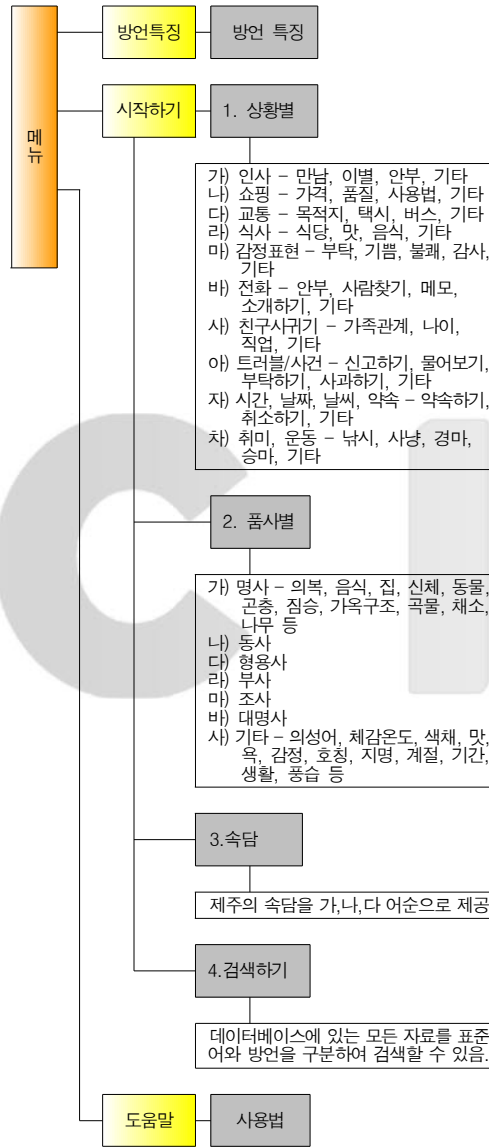 방언특징
방언 특징
메뉴
시작하기
1. 상황별
가) 인사 - 만남, 이별, 안부, 기타
나) 쇼핑 - 가격, 품질, 사용법, 기타
다) 교통 - 목적지, 택시, 버스, 기타
라) 식사 - 식당, 맛, 음식, 기타
마) 감정표현 - 부탁, 기쁨, 불쾌, 감사,
기타
바) 전화 - 안부, 사람찾기, 메모,
소개하기, 기타
사) 친구사귀기 - 가족관계, 나이,
직업, 기타
아) 트러블/사건 - 신고하기, 물어보기,
부탁하기, 사과하기, 기타
자) 시간, 날짜, 날씨, 약속 - 약속하기,
취소하기, 기타
차) 취미, 운동 - 낚시, 사냥, 경마,
승마, 기타
2. 품사별
가) 명사 - 의복, 음식, 집, 신체, 동물,
곤충, 짐승, 가옥구조, 곡물, 채소,
나무 등
나) 동사
다) 형용사
라) 부사
마) 조사
바) 대명사
사) 기타 - 의성어, 체감온도, 색채, 맛,
욕, 감정, 호칭, 지명, 계절, 기간,
생활, 풍습 등
3.속담
제주의 속담을 가,나,다 어순으로 제공
4.검색하기
데이터베이스에 있는 모든 자료를 표준
어와 방언을 구분하여 검색할 수 있음.
도움말
사용법